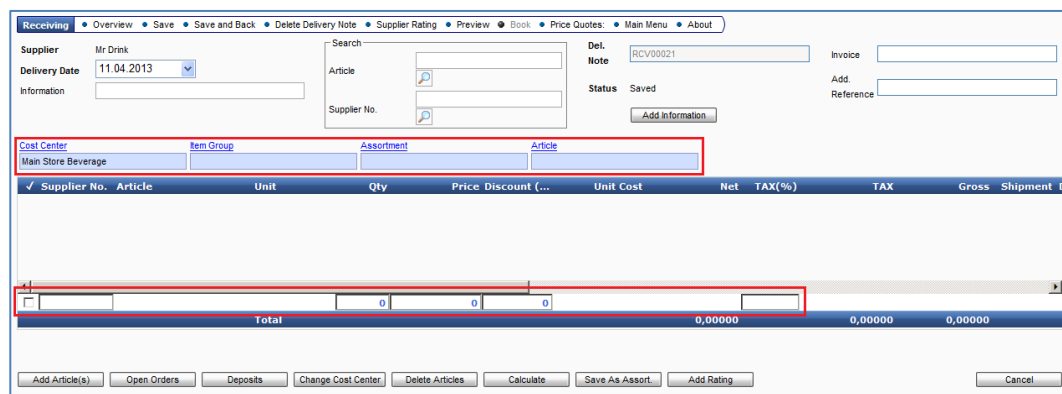 Receiving Overview Save Save and Back Delete Delivery Note Supplier Rating Preview Book Price Quotes: Main Menu About
Supplier Mr Drink
Delivery Date 11.04.2013
Information
Search
Article
Supplier No.
Del. Note RCV00021
Status Saved
Add Information
Invoice
Add. Reference
Cost Center Item Group Assortment Article
Main Store Beverage
✓ Supplier No. Article Unit Qty Price Discount (... Unit Cost Net TAX(%) TAX Gross Shipment
0 0 0
Total 0,00000 0,00000 0,00000
Add Article(s) Open Orders Deposits Change Cost Center Delete Articles Calculate Save As Assort. Add Rating Cancel